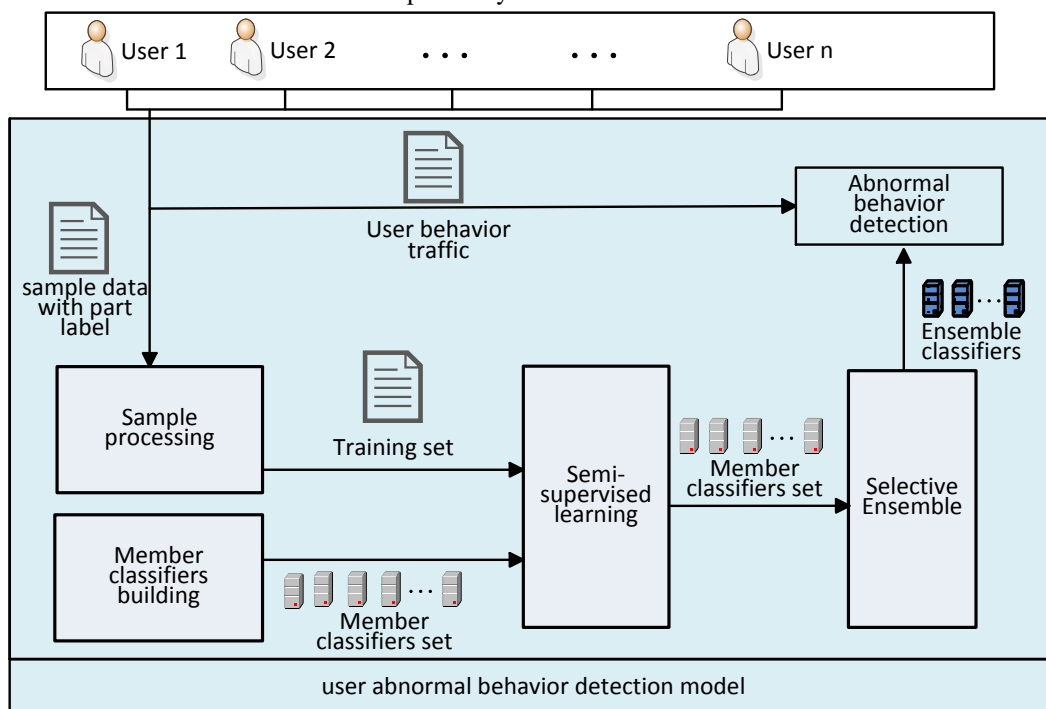 User 1
User 2
. . .
. . .
User n
User behavior
traffic
Abnormal
behavior
detection
sample data
with part
label
Ensemble
classifiers
Sample
processing
Training set
Semi-
supervised
learning
Member
classifiers set
Selective
Ensemble
Member
classifiers
building
Member
classifiers set
user abnormal behavior detection model